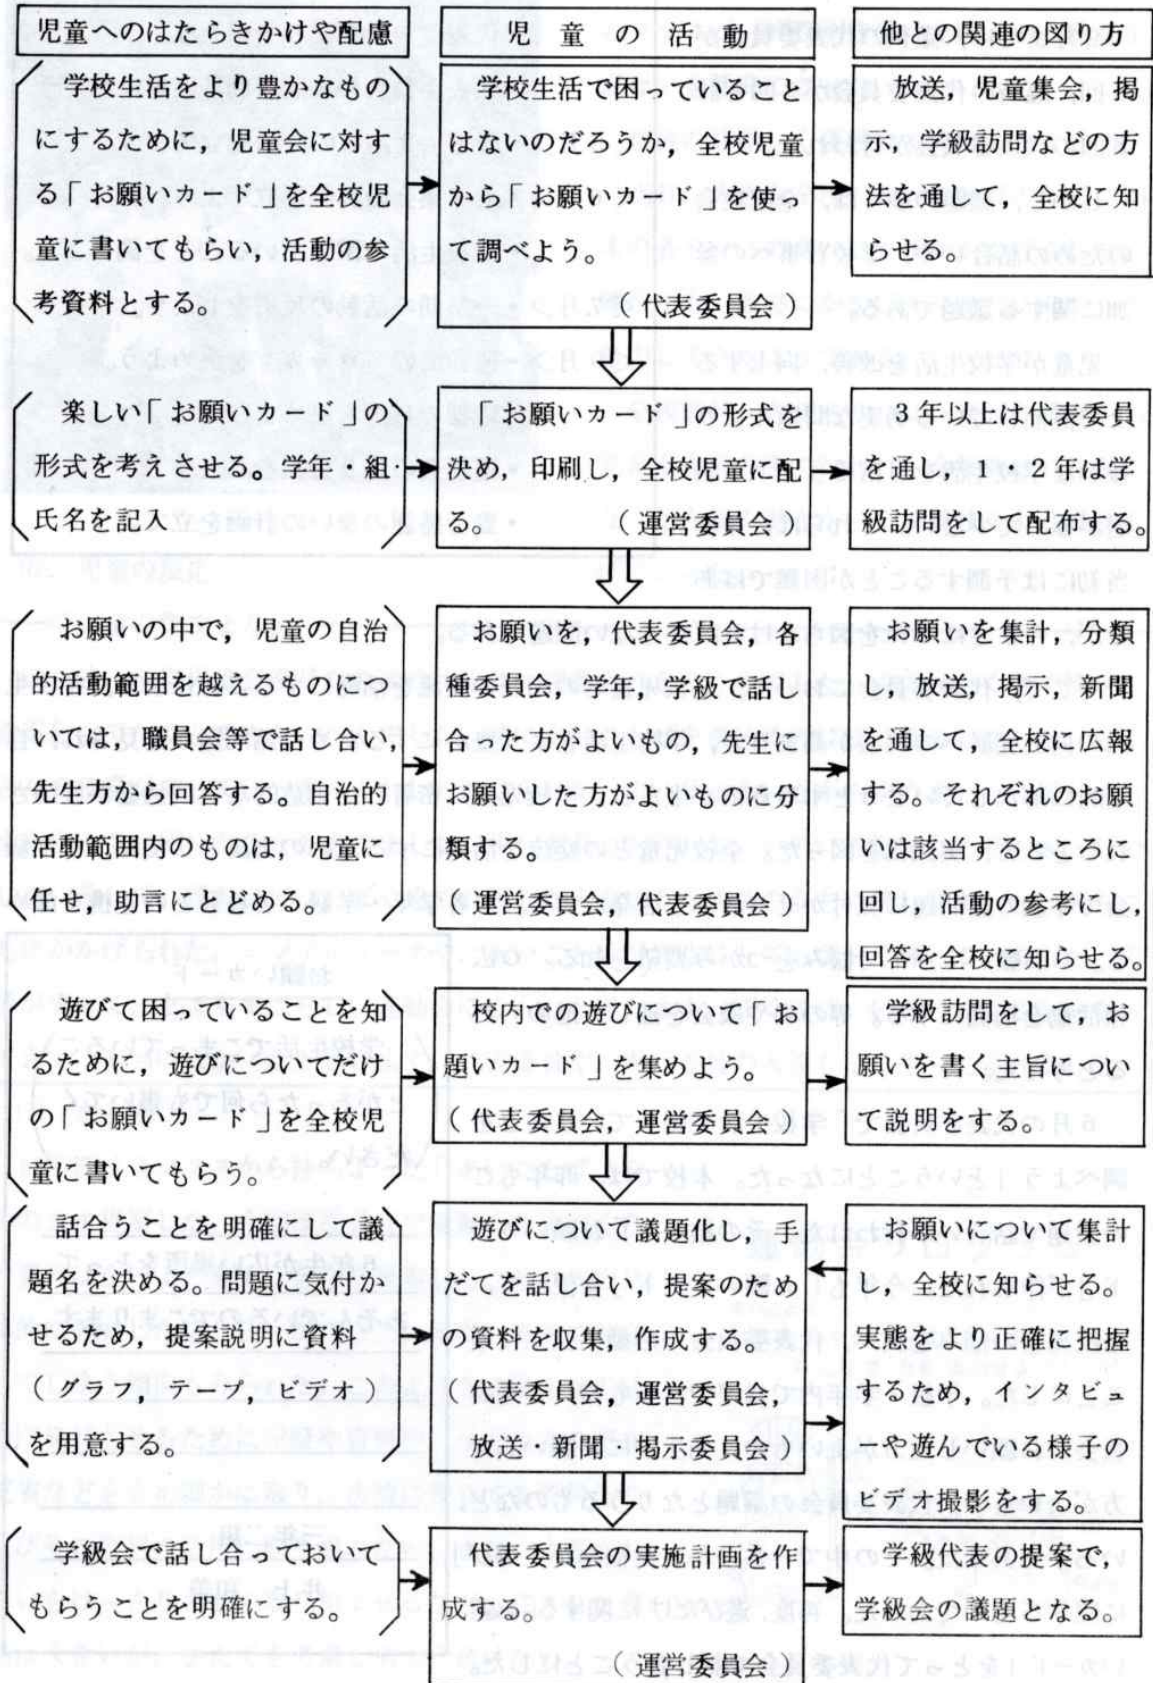 児童へのはたらきかけや配慮
児童の活動
他との関連の図り方
学校生活をより豊かなもの
にするために，児童会に対す
る「お願いカード」を全校児
童に書いてもらい，活動の参
考資料とする。
学校生活で困っていること
はないのだろうか，全校児童
から「お願いカード」を使っ
て調べよう。
（代表委員会）
放送，児童集会，掲
示，学級訪問などの方
法を通して，全校に知
らせる。
楽しい「お願いカード」の
形式を考えさせる。学年・組・
氏名を記入
「お願いカード」の形式を
決め，印刷し，全校児童に配
る。　（運営委員会）
3年以上は代表委員
を通し，1・2年は学
級訪問をして配布する。
お願いの中で，児童の自治
的活動範囲を越えるものにつ
いては，職員会等で話し合い，
先生方から回答する。自治的
活動範囲内のものは，児童に
任せ，助言にとどめる。
お願いを，代表委員会，各
種委員会，学年，学級で話し
合った方がよいもの，先生に
お願いした方がよいものに分
類する。
（運営委員会，代表委員会）
お願いを集計，分類
し，放送，掲示，新聞
を通して，全校に広報
する。それぞれのお願
いは該当するところに
回し，活動の参考にし，
回答を全校に知らせる。
遊びで困っていることを知
るために，遊びについてだけ
の「お願いカード」を全校児
童に書いてもらう。
校内での遊びについて「お
願いカード」を集めよう。
（代表委員会，運営委員会）
学級訪問をして，お
願いを書く主旨につい
て説明をする。
話合うことを明確にして議
題名を決める。問題に気付か
せるため，提案説明に資料
（グラフ，テープ，ビデオ）
を用意する。
遊びについて議題化し，手
だてを話し合い，提案のため
の資料を収集，作成する。
（代表委員会，運営委員会，
放送・新聞・掲示委員会
お願いについて集計
し，全校に知らせる。
実態をより正確に把握
するため，インタビュ
ーや遊んでいる様子の
ビデオ撮影をする。
学級会で話し合っておいて
もらうことを明確にする。
代表委員会の実施計画を作
成する。
（運営委員会）
学級代表の提案で，
学級会の議題となる。